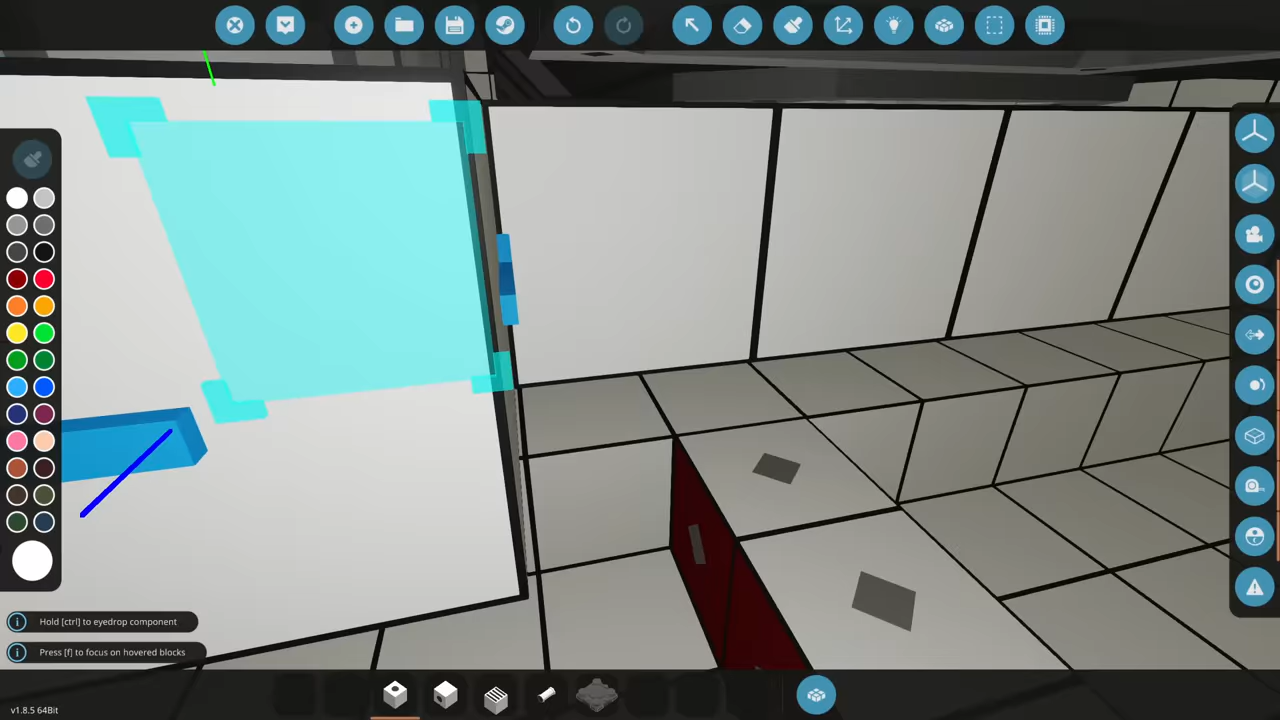 Hold [ctrl] to eyedrop component
Press [f] to focus on hovered blocks
v1.8.5 64Bit